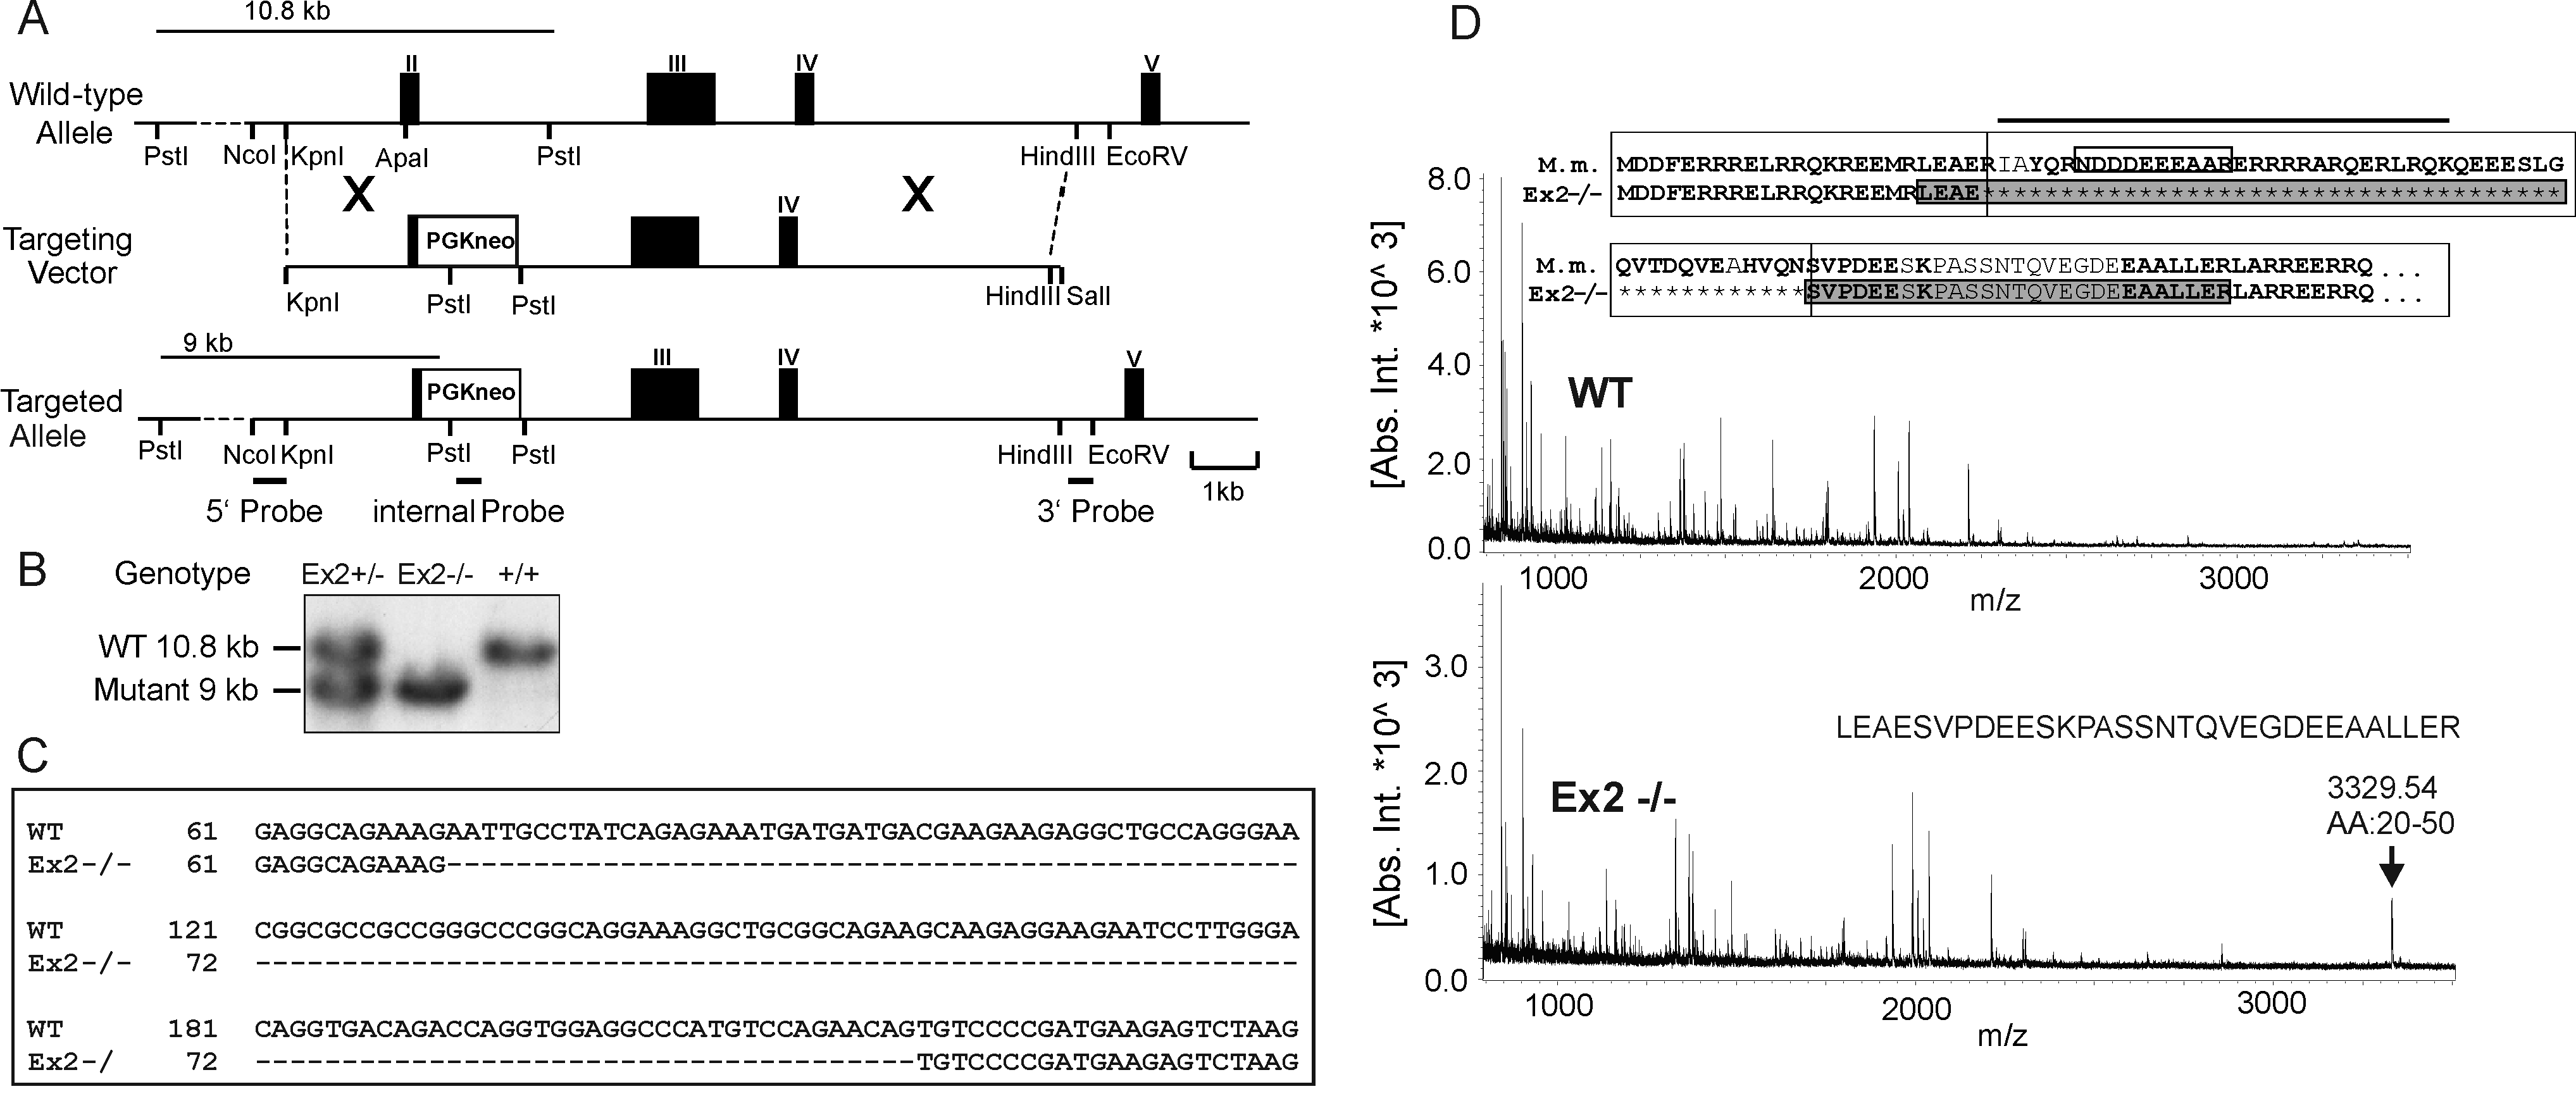 A
10.8 kb
Wild-type
Allele
II
III
IV
V
PstI
NcoI
KpnI
ApaI
PstI
HindIII
EcoRV
X
X
Targeting
Vector
PGKneo
IV
KpnI
PstI
PstI
HindIII
SalI
9 kb
Targeted
Allele
PGKneo
III
IV
V
PstI
NcoI
KpnI
PstI
PstI
HindIII
EcoRV
5‘ Probe
internal Probe
3‘ Probe
1kb
B
Genotype
Ex2+/-
Ex2-/-
+/+
WT 10.8 kb
Mutant 9 kb
C
WT 61 GAGGCAGAAAGAATTGCCTATCAGAGAAATGATGATGACGAAGAAGAGGCTGCCAGGGAA
Ex2-/- 61 GAGGCAGAAAG-------------------------------------------------
WT 121 CGGCGCCGCCGGGCCCGGCAGGAAAGGCTGCGGCAGAAGCAAGAGGAAGAATCCTTGGGA
Ex2-/- 72 ------------------------------------------------------------
WT 181 CAGGTGACAGACCAGGTGGAGGCCCATGTCCAGAACAGTGTCCCCGATGAAGAGTCTAAG
Ex2-/ 72 --------------------------------------TGTCCCCGATGAAGAGTCTAAG
D
M.m. MDDFERRRELRRQKREEMRLEAERIAYQRNDDDEEEAARERRRRARQERLRQKQEEESLG
Ex2-/- MDDFERRRELRRQKREEMRLEAE*************************************
M.m. QVTDQVEAHVQNSVPDEESKPASSNTQVEGDEEAALLERLARREERRQ...
Ex2-/- ************SVPDEESKPASSNTQVEGDEEAALLERLARREERRQ...
[Abs. Int. *10^ 3]
8.0
6.0
4.0
2.0
0.0
WT
1000
2000
3000
m/z
[Abs. Int. *10^ 3]
3.0
2.0
1.0
0.0
Ex2 -/-
LEAESVPDEESKPASSNTQVEGDEEAALLER
3329.54
AA:20-50
1000
2000
3000
m/z